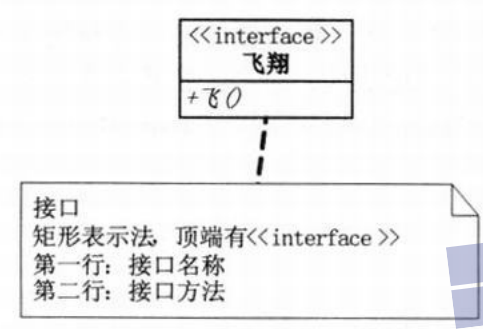 <<interface>>
飞翔
+飞()
接口
矩形表示法, 顶端有<<interface>>
第一行: 接口名称
第二行: 接口方法